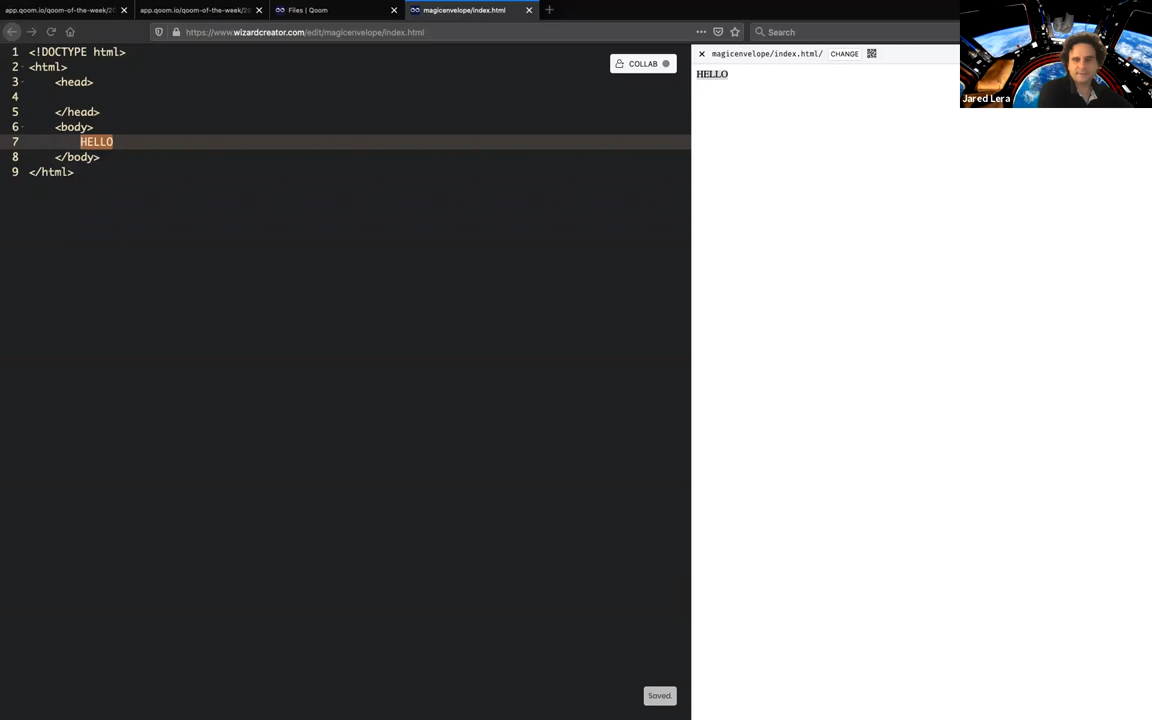 app.qoom.io/qoom-of-the-week/20
app.qoom.io/qoom-of-the-week/20
Files | Qoom
magicenvelope/index.html
https://www.wizardcreator.com/edit/magicenvelope/index.html
Search
Jared Lera
1 <!DOCTYPE html>
2 <html>
3 <head>
4
5 </head>
6 <body>
7 HELLO
8 </body>
9 </html>
COLLAB
Saved.
magicenvelope/index.html/ CHANGE
HELLO